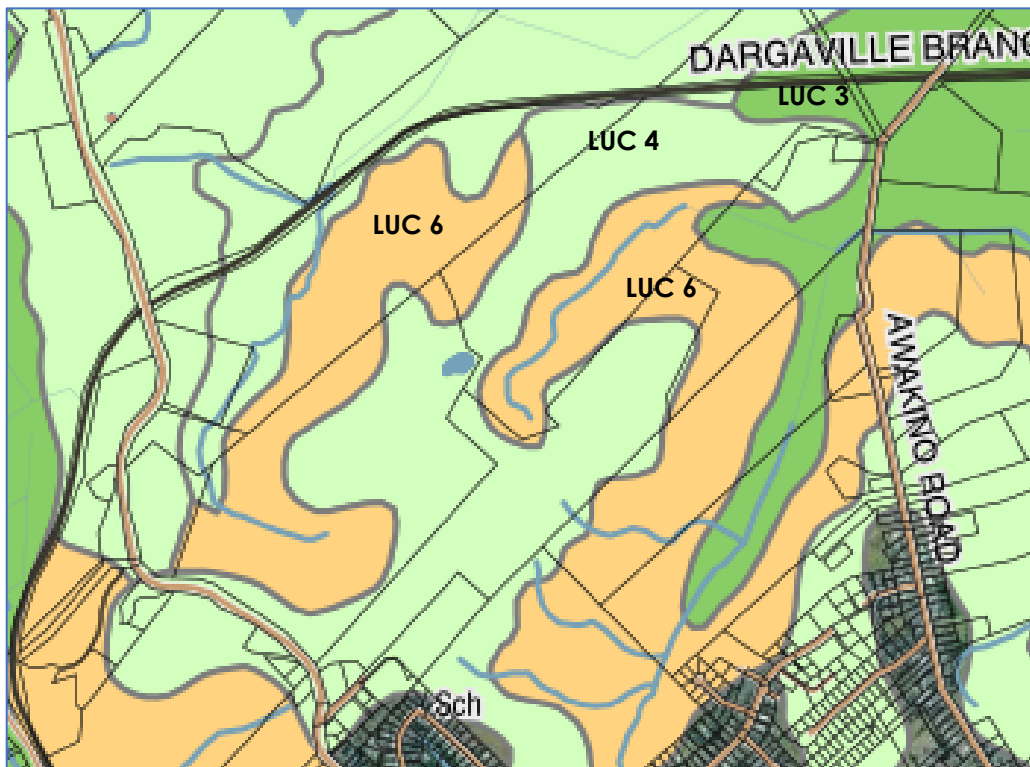 DARGAVILLE BRANC
LUC 3
LUC 4
LUC 6
LUC 6
AWAKINO ROAD
Sch